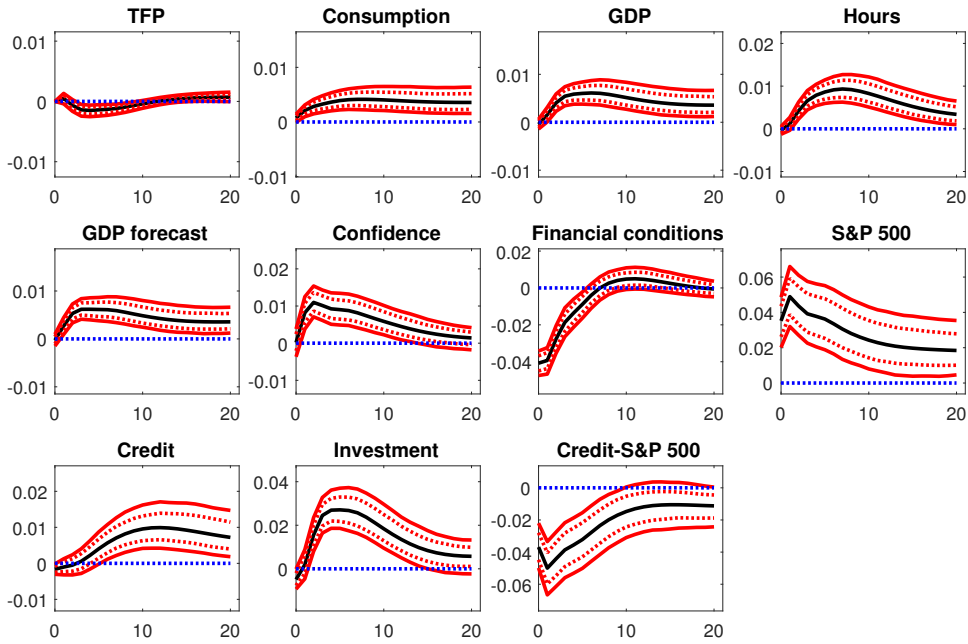 TFP
0.01
0
-0.01
0 10 20
Consumption
0.01
0
-0.01
0 10 20
GDP
0.01
0
-0.01
0 10 20
Hours
0.02
0.01
0
-0.01
0 10 20
GDP forecast
0.01
0
-0.01
0 10 20
Confidence
0.02
0.01
0
-0.01
0 10 20
Financial conditions
0.02
0
-0.02
-0.04
0 10 20
S&P 500
0.06
0.04
0.02
0
0 10 20
Credit
0.02
0.01
0
-0.01
0 10 20
Investment
0.04
0.02
0
0 10 20
Credit-S&P 500
0
-0.02
-0.04
-0.06
0 10 20